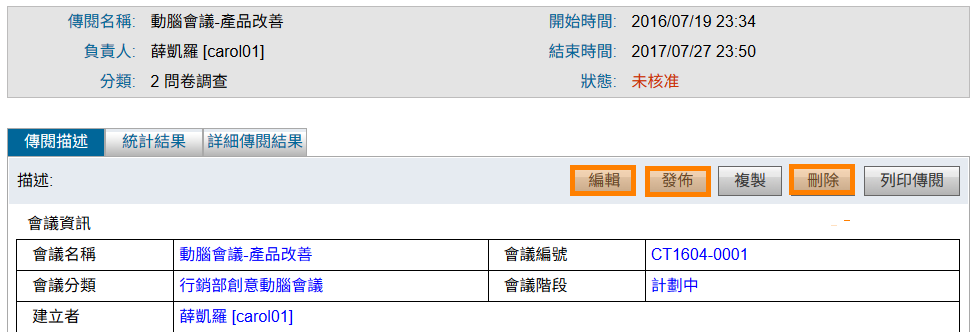 傳閱名稱: 動腦會議-產品改善 開始時間: 2016/07/19 23:34
負責人: 薛凱羅 [carol01] 結束時間: 2017/07/27 23:50
分類: 2 問卷調查 狀態: 未核准
傳閱描述 統計結果 詳細傳閱結果
描述: 編輯 發佈 複製 刪除 列印傳閱
會議資訊
會議名稱 動腦會議-產品改善 會議編號 CT1604-0001
會議分類 行銷部創意動腦會議 會議階段 計劃中
建立者 薛凱羅 [carol01]